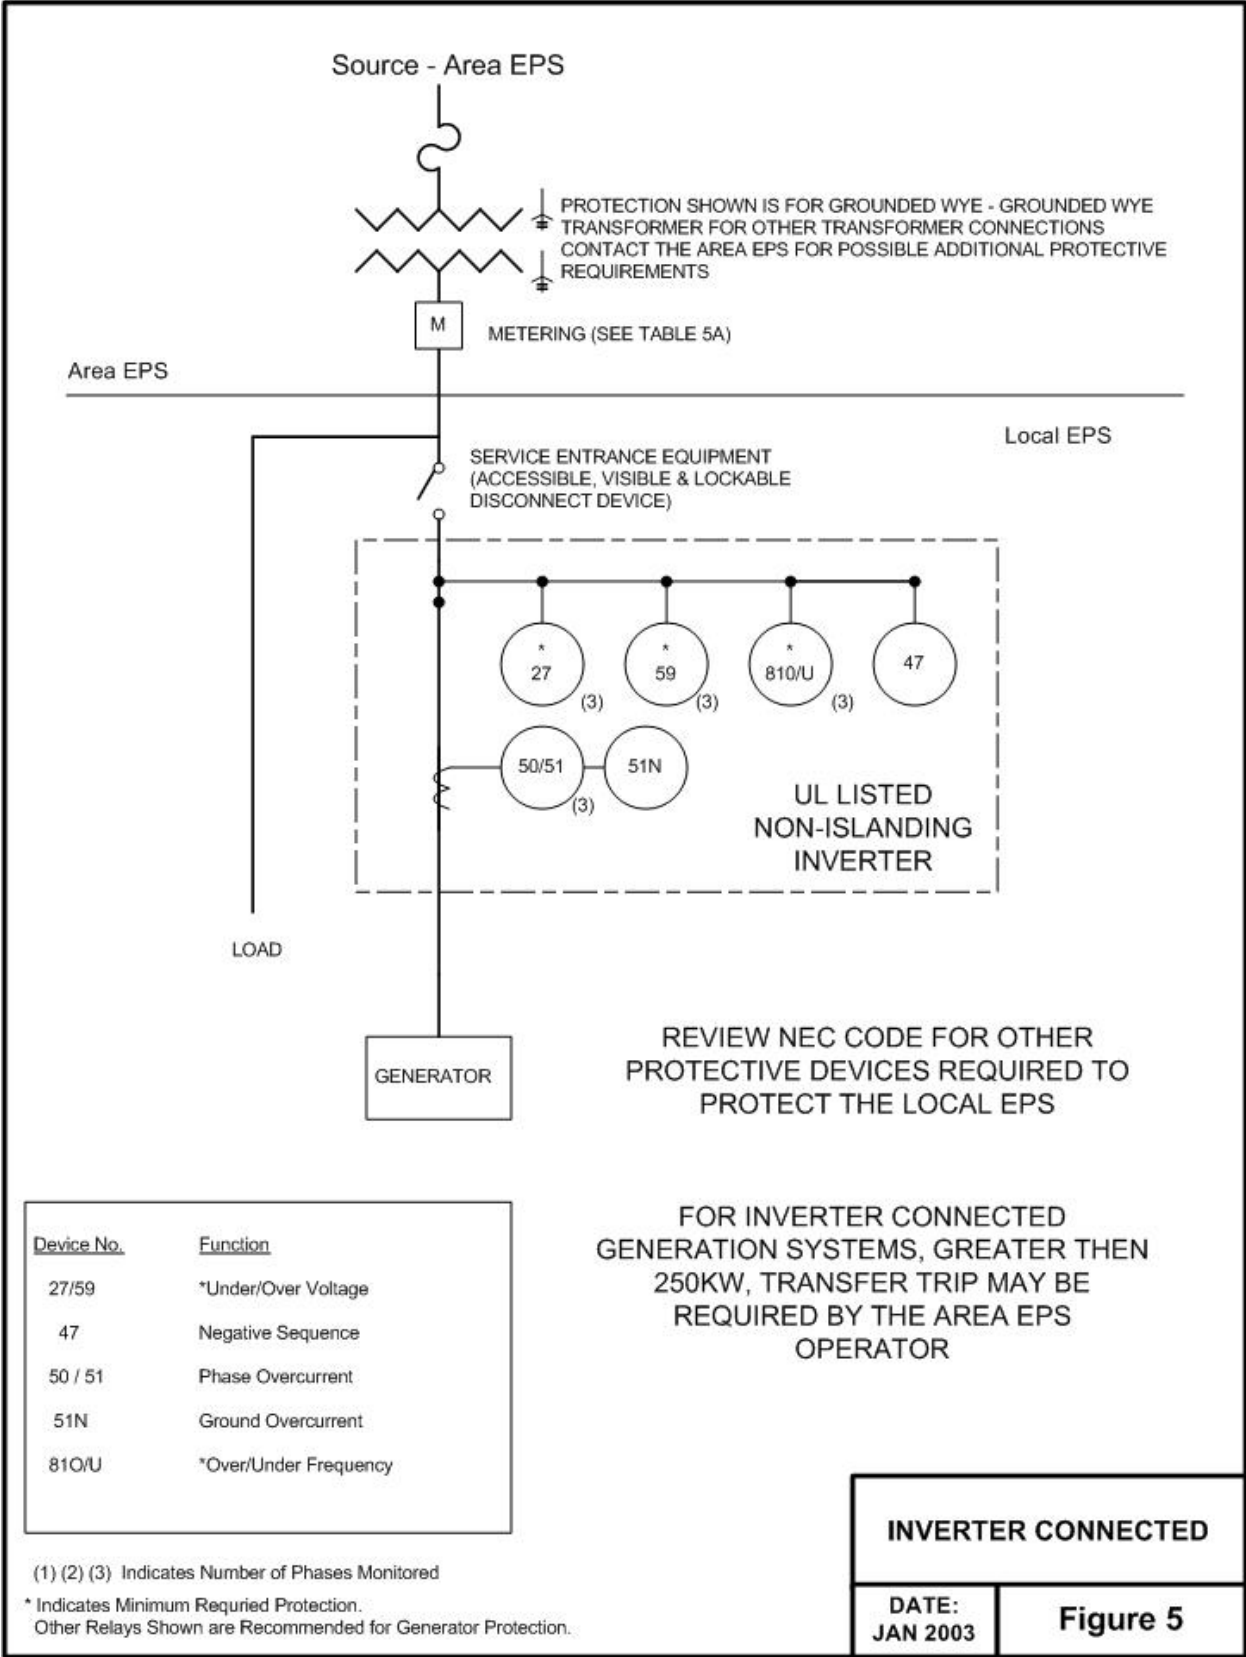 Source - Area EPS
PROTECTION SHOWN IS FOR GROUNDED WYE - GROUNDED WYE
TRANSFORMER FOR OTHER TRANSFORMER CONNECTIONS
CONTACT THE AREA EPS FOR POSSIBLE ADDITIONAL PROTECTIVE
REQUIREMENTS
M
METERING (SEE TABLE 5A)
Area EPS
Local EPS
SERVICE ENTRANCE EQUIPMENT
(ACCESSIBLE, VISIBLE & LOCKABLE
DISCONNECT DEVICE)
* * *
27 59 810/U 47
(3) (3) (3)
50/51 51N
(3)
UL LISTED
NON-ISLANDING
INVERTER
LOAD
GENERATOR
REVIEW NEC CODE FOR OTHER
PROTECTIVE DEVICES REQUIRED TO
PROTECT THE LOCAL EPS
FOR INVERTER CONNECTED
GENERATION SYSTEMS, GREATER THEN
250KW, TRANSFER TRIP MAY BE
REQUIRED BY THE AREA EPS
OPERATOR
Device No. Function
27/59 *Under/Over Voltage
47 Negative Sequence
50 / 51 Phase Overcurrent
51N Ground Overcurrent
81O/U *Over/Under Frequency
(1) (2) (3) Indicates Number of Phases Monitored
* Indicates Minimum Requried Protection.
Other Relays Shown are Recommended for Generator Protection.
INVERTER CONNECTED
DATE:
JAN 2003
Figure 5